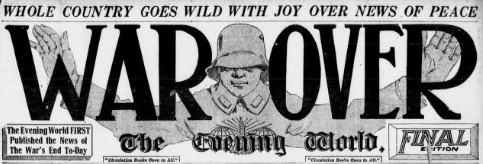 WHOLE COUNTRY GOES WILD WITH JOY OVER NEWS OF PEACE
WAR OVER
The Evening World FIRST
Published the News of
The War's End To-Day
The Evening World.
FINAL
EDITION
"Circulation Books Open to All."
"Circulation Books Open to All."